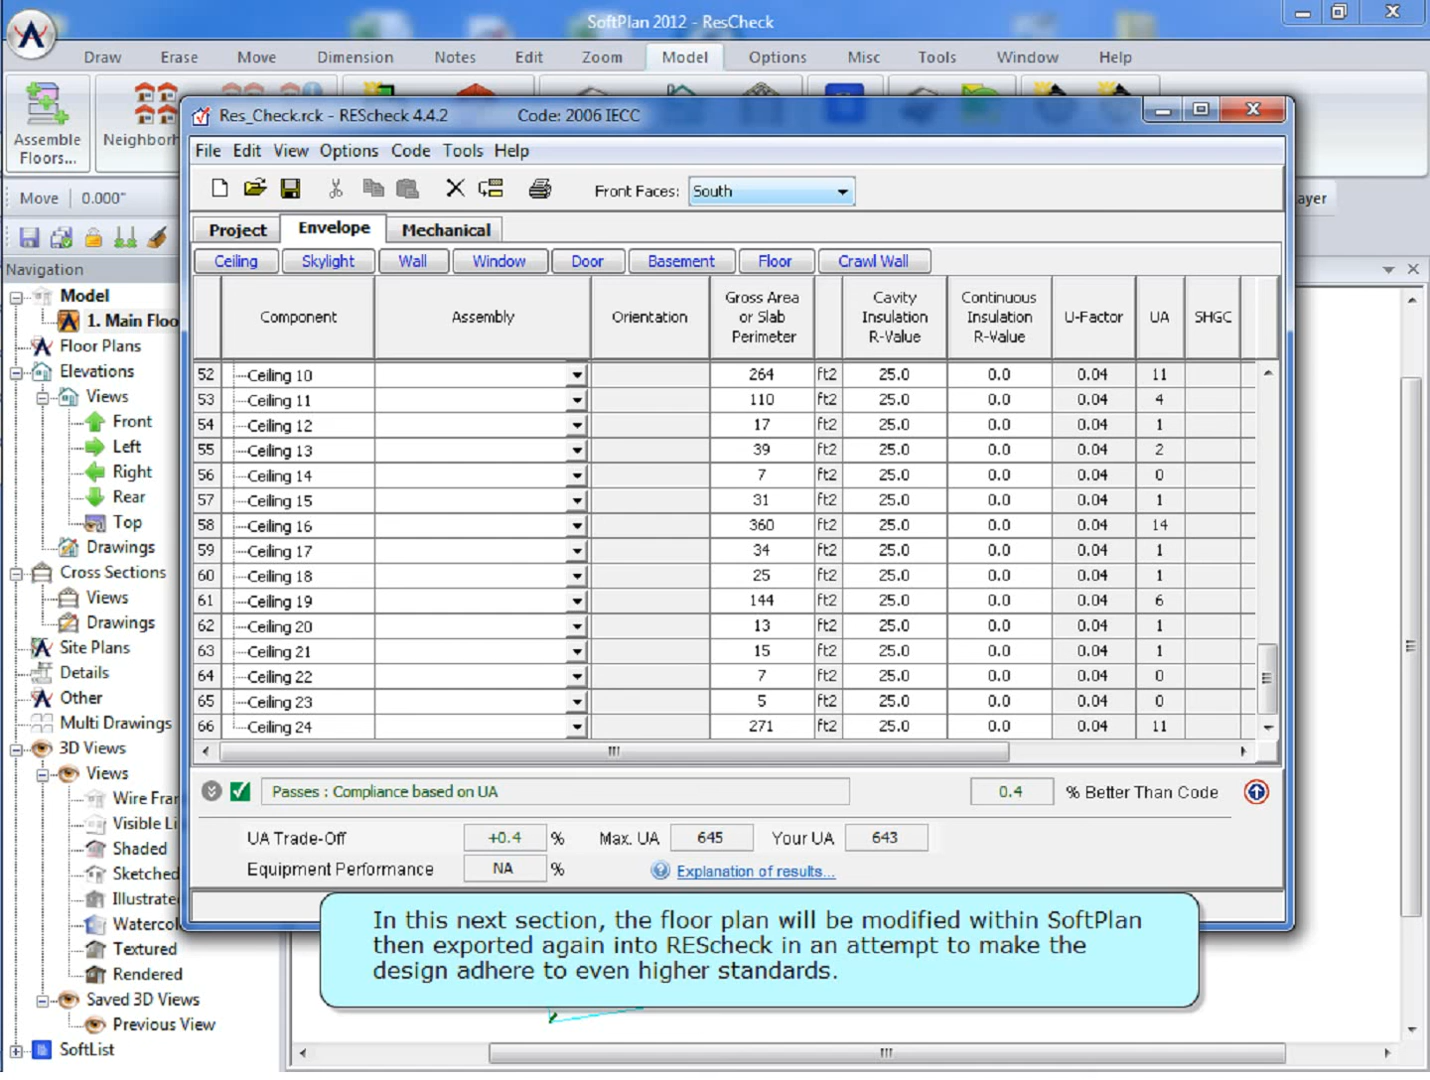 SoftPlan 2012 - ResCheck
Draw Erase Move Dimension Notes Edit Zoom Model Options Misc Tools Window Help
Assemble
Floors...
Neighborh
Move 0.000"
ayer
Navigation
Model
1. Main Floo
Floor Plans
Elevations
Views
Front
Left
Right
Rear
Top
Drawings
Cross Sections
Views
Drawings
Site Plans
Details
Other
Multi Drawings
3D Views
Views
Wire Fran
Visible Li
Shaded
Sketched
Illustrate
Waterco
Textured
Rendered
Saved 3D Views
Previous View
SoftList
Res_Check.rck - REScheck 4.4.2 Code: 2006 IECC
File Edit View Options Code Tools Help
Front Faces: South
Project Envelope Mechanical
Ceiling Skylight Wall Window Door Basement Floor Crawl Wall
Component Assembly Orientation Gross Area or Slab Perimeter Cavity Insulation R-Value Continuous Insulation R-Value U-Factor UA SHGC
52 Ceiling 10 264 ft2 25.0 0.0 0.04 11
53 Ceiling 11 110 ft2 25.0 0.0 0.04 4
54 Ceiling 12 17 ft2 25.0 0.0 0.04 1
55 Ceiling 13 39 ft2 25.0 0.0 0.04 2
56 Ceiling 14 7 ft2 25.0 0.0 0.04 0
57 Ceiling 15 31 ft2 25.0 0.0 0.04 1
58 Ceiling 16 360 ft2 25.0 0.0 0.04 14
59 Ceiling 17 34 ft2 25.0 0.0 0.04 1
60 Ceiling 18 25 ft2 25.0 0.0 0.04 1
61 Ceiling 19 144 ft2 25.0 0.0 0.04 6
62 Ceiling 20 13 ft2 25.0 0.0 0.04 1
63 Ceiling 21 15 ft2 25.0 0.0 0.04 1
64 Ceiling 22 7 ft2 25.0 0.0 0.04 0
65 Ceiling 23 5 ft2 25.0 0.0 0.04 0
66 Ceiling 24 271 ft2 25.0 0.0 0.04 11
Passes : Compliance based on UA 0.4 % Better Than Code
UA Trade-Off +0.4 % Max. UA 645 Your UA 643
Equipment Performance NA % Explanation of results...
In this next section, the floor plan will be modified within SoftPlan
then exported again into REScheck in an attempt to make the
design adhere to even higher standards.